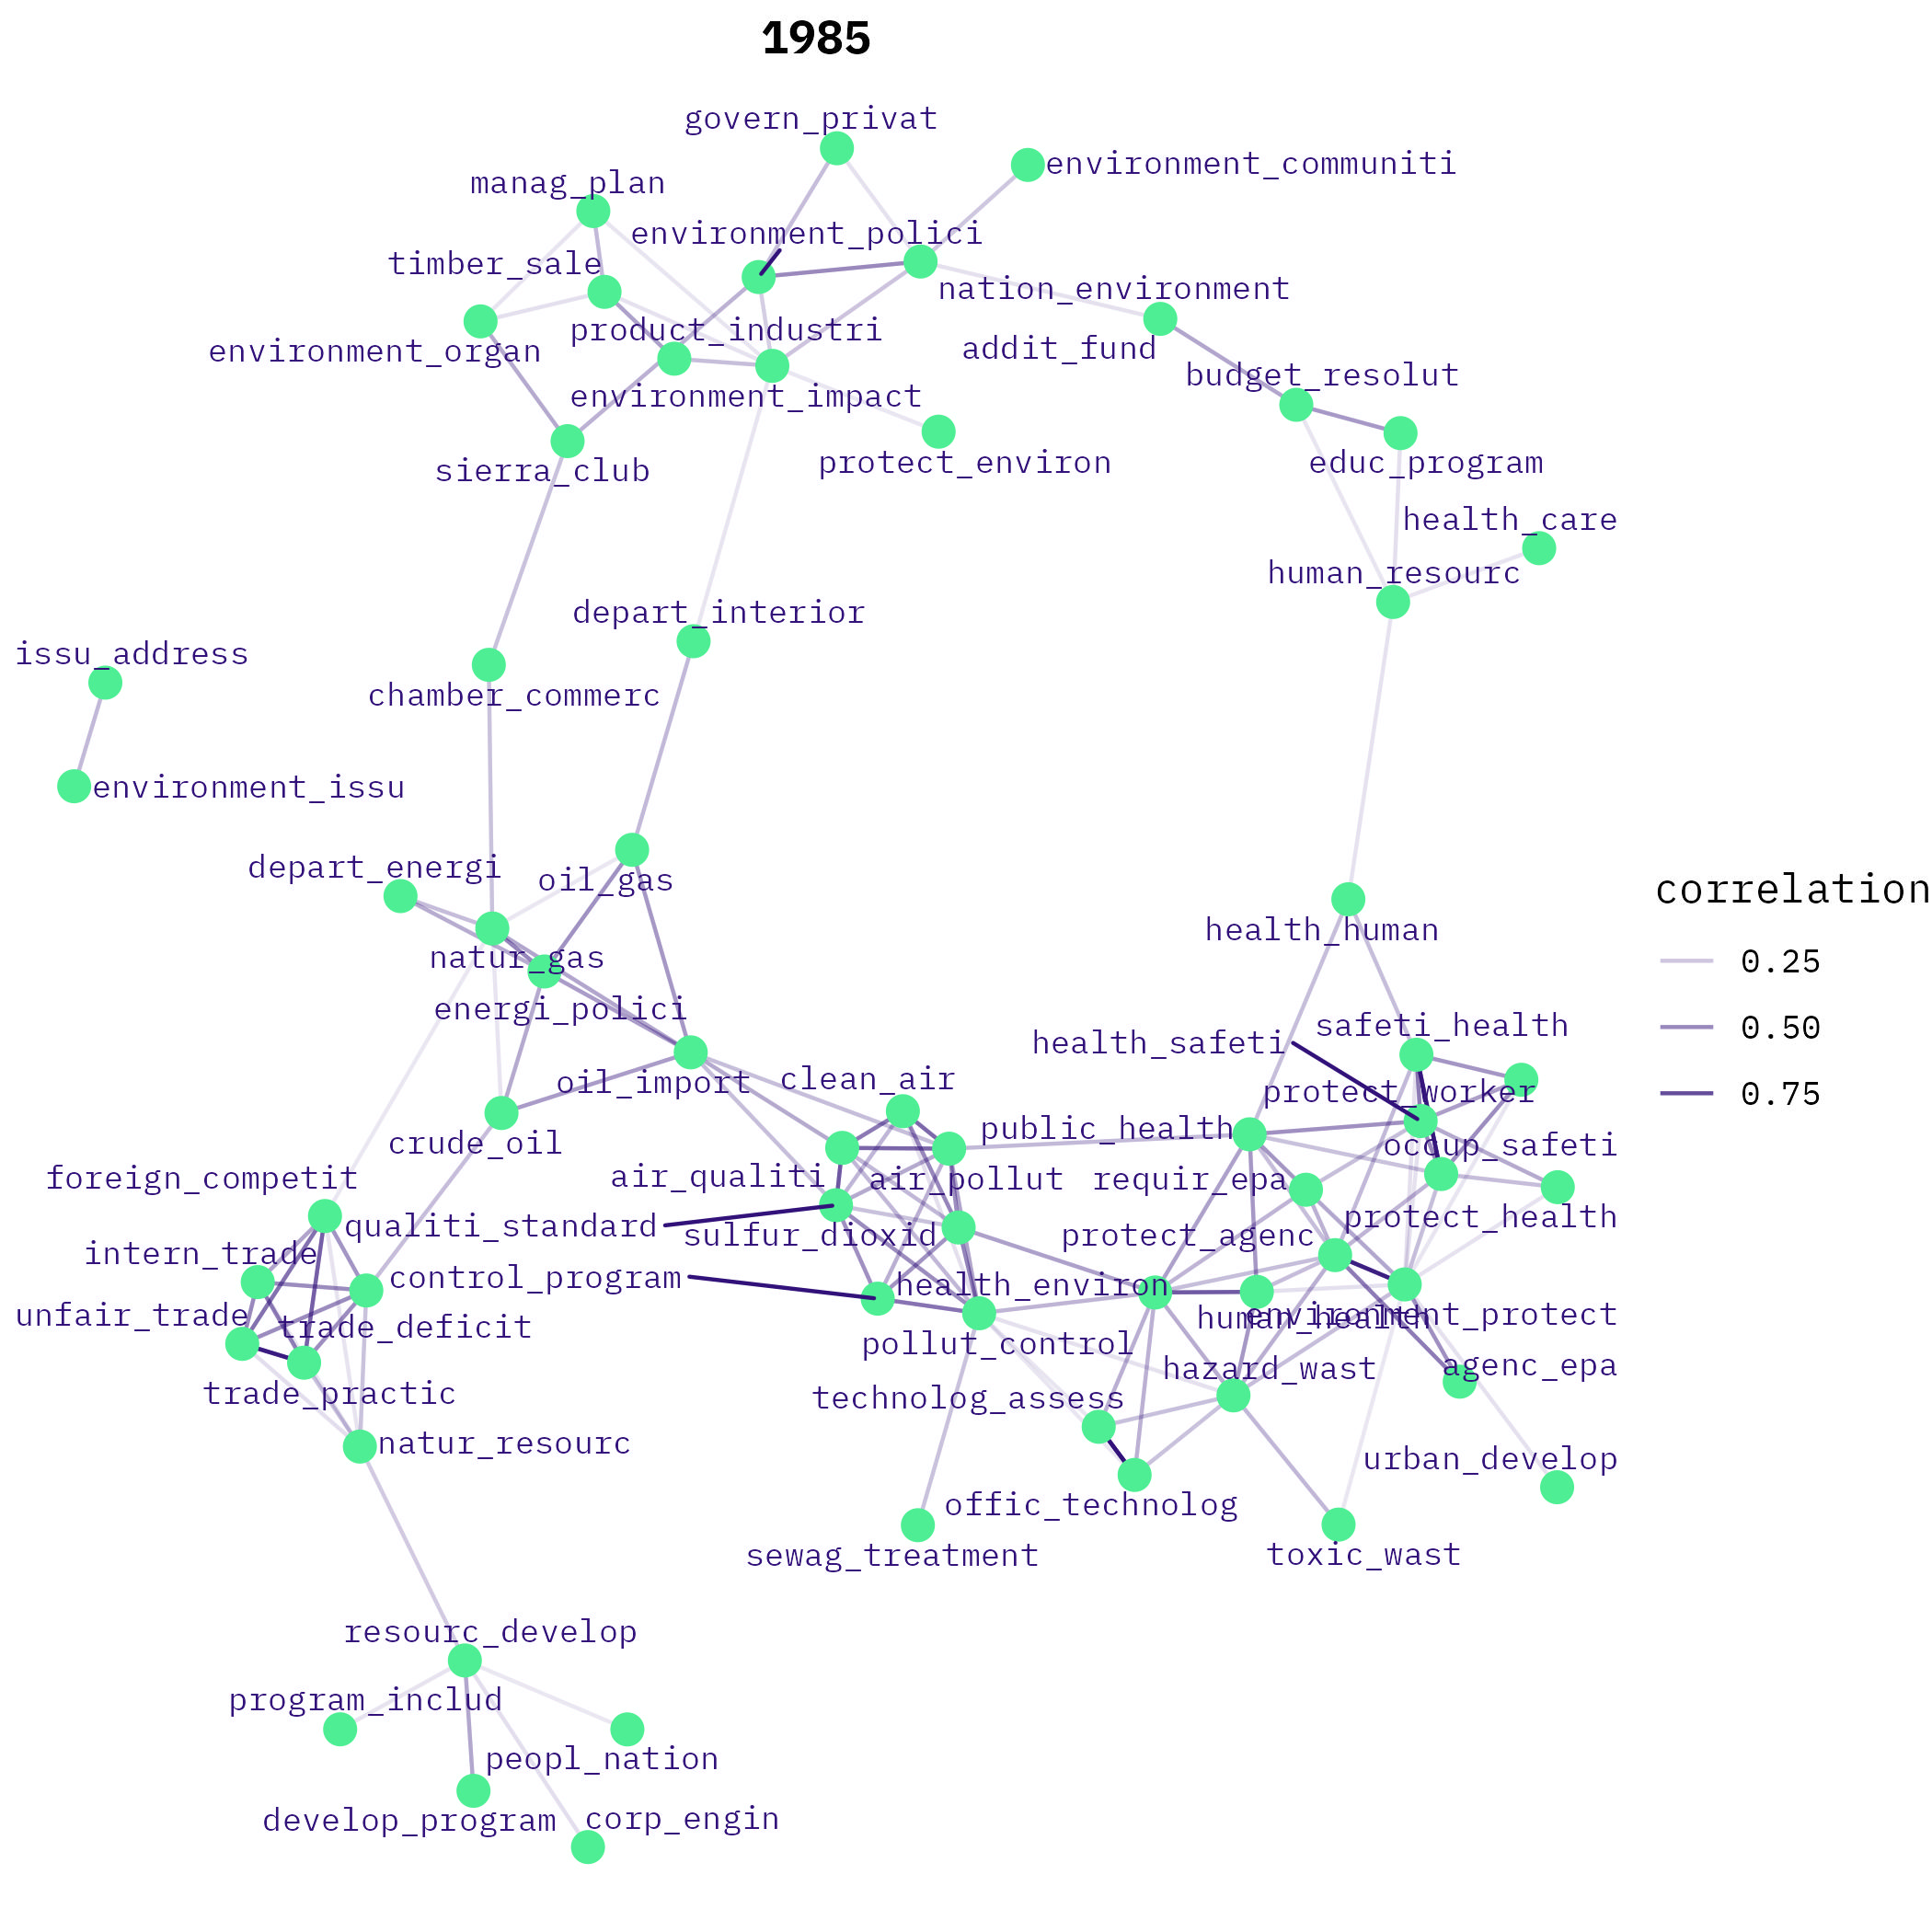 1985
govern_privat
environment_communiti
manag_plan
environment_polici
timber_sale
nation_environment
product_industri
environment_organ
addit_fund
budget_resolut
environment_impact
protect_environ
educ_program
sierra_club
health_care
human_resourc
depart_interior
issu_address
chamber_commerc
environment_issu
depart_energi
oil_gas
correlation
health_human
natur_gas
0.25
energi_polici
safeti_health
0.50
health_safeti
oil_import
clean_air
protect_worker
0.75
crude_oil
public_health
occup_safeti
foreign_competit
air_qualiti
air_pollut
requir_epa
qualiti_standard
sulfur_dioxid
protect_agenc
protect_health
intern_trade
control_program
health_environ
unfair_trade
trade_deficit
human_health
environment_protect
pollut_control
hazard_wast
agenc_epa
trade_practic
technolog_assess
natur_resourc
urban_develop
offic_technolog
sewag_treatment
toxic_wast
resourc_develop
program_includ
peopl_nation
develop_program
corp_engin